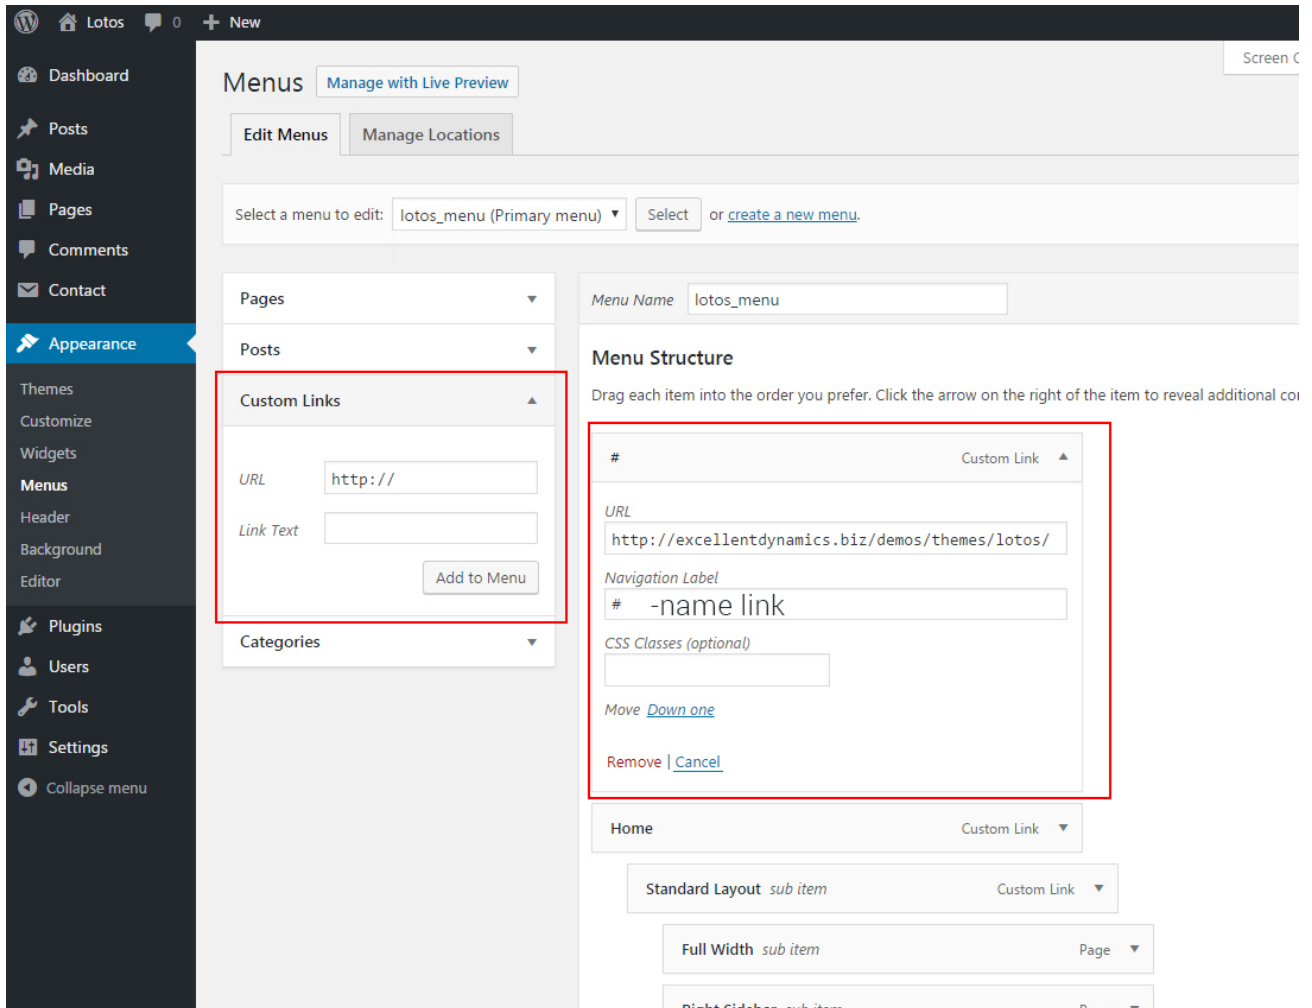 Lotos 0 New
Screen
Dashboard
Posts
Media
Pages
Comments
Contact
Appearance
Themes
Customize
Widgets
Menus
Header
Background
Editor
Plugins
Users
Tools
Settings
Collapse menu
Menus Manage with Live Preview
Edit Menus Manage Locations
Select a menu to edit: lotos_menu (Primary menu) Select or create a new menu.
Pages
Posts
Custom Links
URL http://
Link Text
Add to Menu
Categories
Menu Name lotos_menu
Menu Structure
Drag each item into the order you prefer. Click the arrow on the right of the item to reveal additional
# Custom Link
URL
http://excellentdynamics.biz/demos/themes/lotos/
Navigation Label
# -name link
CSS Classes (optional)
Move Down one
Remove | Cancel
Home Custom Link
Standard Layout sub item Custom Link
Full Width sub item Page
Right Sidebar sub item